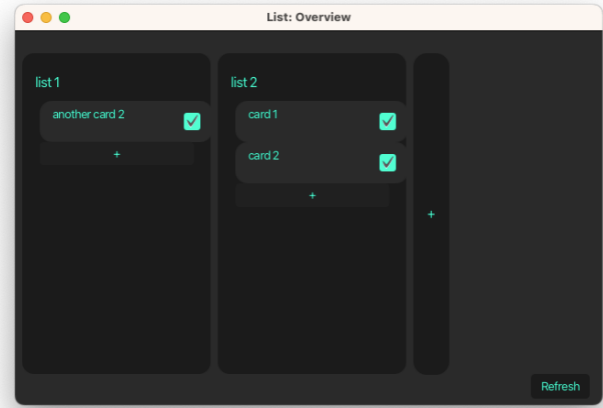 List: Overview
list 1
another card 2
+
list 2
card 1
card 2
+
+
Refresh